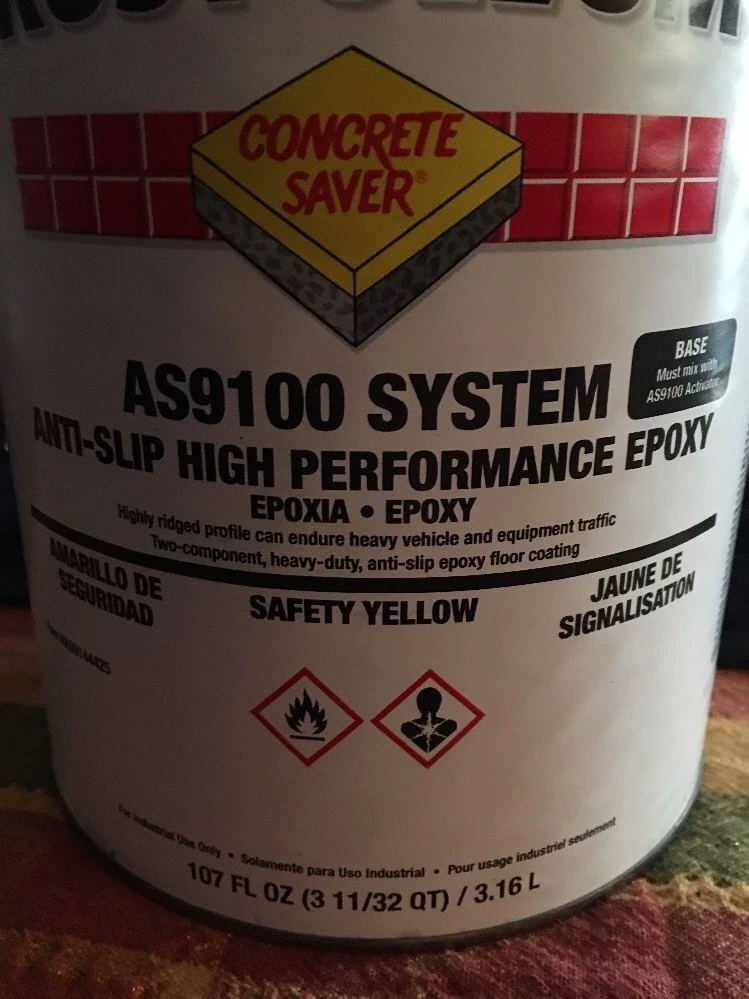 CONCRETE
SAVER®
BASE
Must mix with
AS9100 Activator
AS9100 SYSTEM
ANTI-SLIP HIGH PERFORMANCE EPOXY
EPOXIA • EPOXY
Highly ridged profile can endure heavy vehicle and equipment traffic
Two-component, heavy-duty, anti-slip epoxy floor coating
AMARILLO DE
SEGURIDAD
SAFETY YELLOW
JAUNE DE
SIGNALISATION
For Industrial Use Only • Solamente para Uso Industrial • Pour usage industriel seulement
107 FL OZ (3 11/32 QT) / 3.16 L